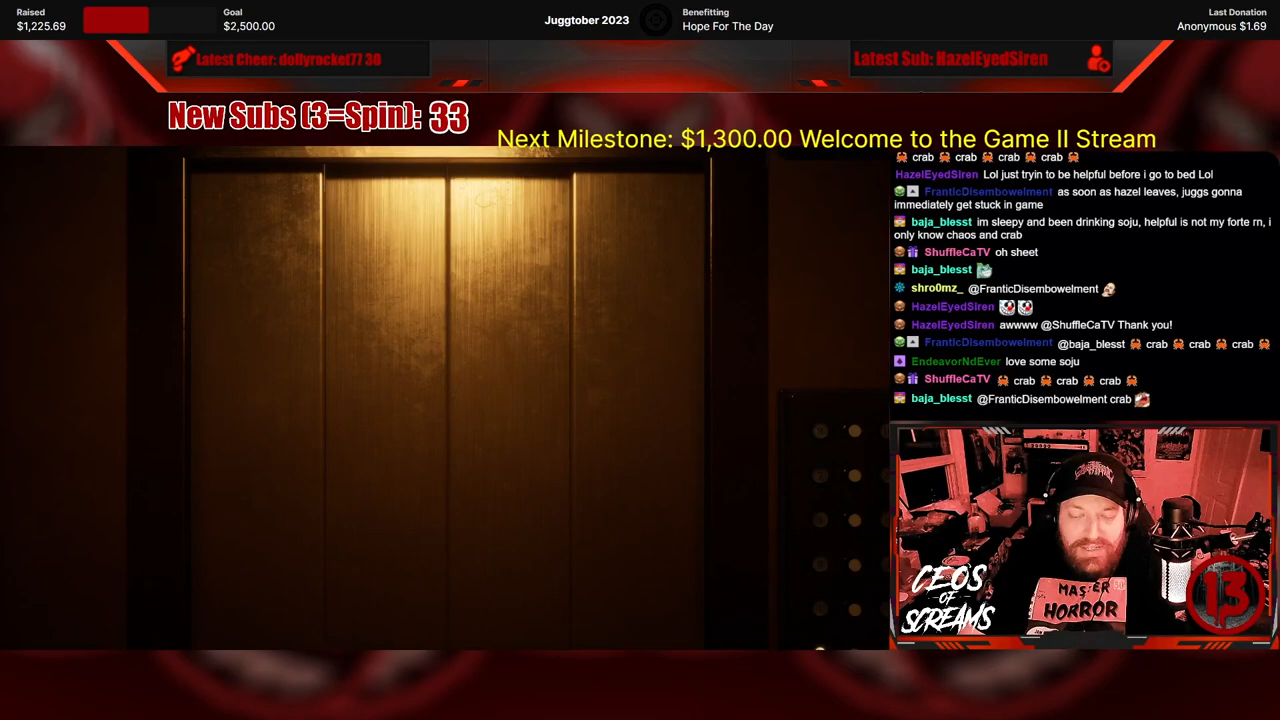 Raised
$1,225.69
Goal
$2,500.00
Juggtober 2023
Benefitting
Hope For The Day
Last Donation
Anonymous $1.69
Latest Cheer: dollyrocket77 30
Latest Sub: HazelEyedSiren
New Subs (3=Spin): 33
Next Milestone: $1,300.00 Welcome to the Game II Stream
crab crab crab crab
HazelEyedSiren Lol just tryin to be helpful before i go to bed Lol
FranticDisembowelment as soon as hazel leaves, juggs gonna
immediately get stuck in game
baja_blesst im sleepy and been drinking soju, helpful is not my forte rn, i
only know chaos and crab
ShuffleCaTV oh sheet
baja_blesst
shro0mz_ @FranticDisembowelment
HazelEyedSiren
HazelEyedSiren awwww @ShuffleCaTV Thank you!
FranticDisembowelment @baja_blesst crab crab crab
EndeavorNdEver love some soju
ShuffleCaTV crab crab crab
baja_blesst @FranticDisembowelment crab
CEOS
OF
SCREAMS
MASTER
HORROR
13